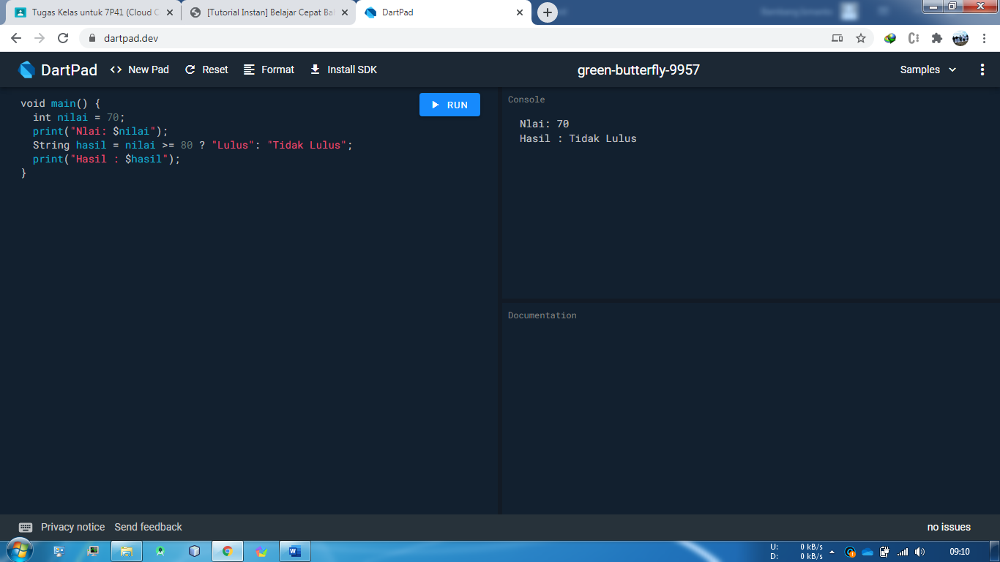 Tugas Kelas untuk 7P41 (Cloud C
[Tutorial Instan] Belajar Cepat Ba
DartPad
dartpad.dev
DartPad
<> New Pad
Reset
Format
Install SDK
green-butterfly-9957
Samples
void main() {
int nilai = 70;
print("Nlai: $nilai");
String hasil = nilai >= 80 ? "Lulus": "Tidak Lulus";
print("Hasil : $hasil");
}
RUN
Console
Nlai: 70
Hasil : Tidak Lulus
Documentation
Privacy notice
Send feedback
no issues
U: 0 kB/s
D: 0 kB/s
09:10